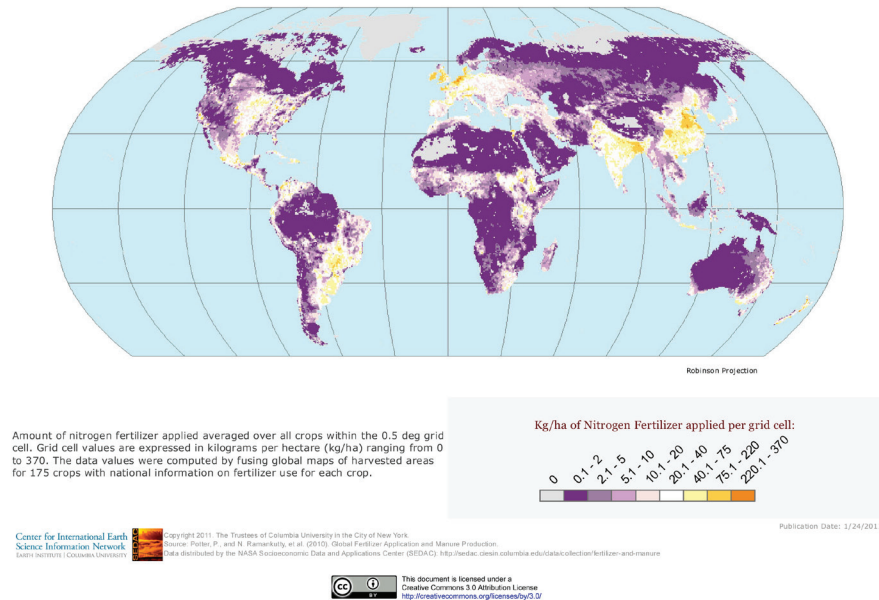 Robinson Projection
Amount of nitrogen fertilizer applied averaged over all crops within the 0.5 deg grid
cell. Grid cell values are expressed in kilograms per hectare (kg/ha) ranging from 0
to 370. The data values were computed by fusing global maps of harvested areas
for 175 crops with national information on fertilizer use for each crop.
Kg/ha of Nitrogen Fertilizer applied per grid cell:
0
0.1 - 2
2.1 - 5
5.1 - 10
10.1 - 20
20.1 - 40
40.1 - 75
75.1 - 220
220.1 - 370
Publication Date: 1/24/201
Center for International Earth
Science Information Network
EARTH INSTITUTE | COLUMBIA UNIVERSITY
SEDAC
Copyright 2011. The Trustees of Columbia University in the City of New York.
Source: Potter, P., and N. Ramankutty, et al. (2010). Global Fertilizer Application and Manure Production.
Data distributed by the NASA Socioeconomic Data and Applications Center (SEDAC): http://sedac.ciesin.columbia.edu/data/collection/fertilizer-and-manure
cc
BY
This document is licensed under a
Creative Commons 3.0 Attribution License
http://creativecommons.org/licenses/by/3.0/